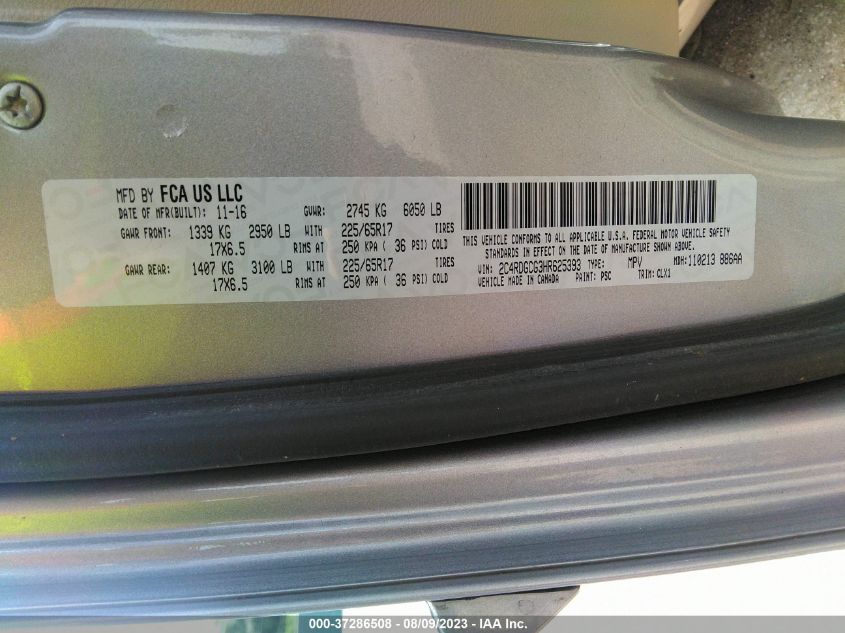 MFD BY FCA US LLC
DATE OF MFR(BUILT): 11-16 GVWR: 2745 KG 6050 LB
GAWR FRONT: 1339 KG 2950 LB WITH 225/65R17 TIRES
17X6.5 RIMS AT 250 KPA ( 36 PSI) COLD
GAWR REAR: 1407 KG 3100 LB WITH 225/65R17 TIRES
17X6.5 RIMS AT 250 KPA ( 36 PSI) COLD
THIS VEHICLE CONFORMS TO ALL APPLICABLE U.S.A. FEDERAL MOTOR VEHICLE SAFETY
STANDARDS IN EFFECT ON THE DATE OF MANUFACTURE SHOWN ABOVE.
VIN: 2C4RDGCG3HR625393 TYPE: MPV MDH: 110213 886AA
VEHICLE MADE IN CANADA PAINT: PSC TRIM: CLX1
000-37286508 - 08/09/2023 - IAA Inc.